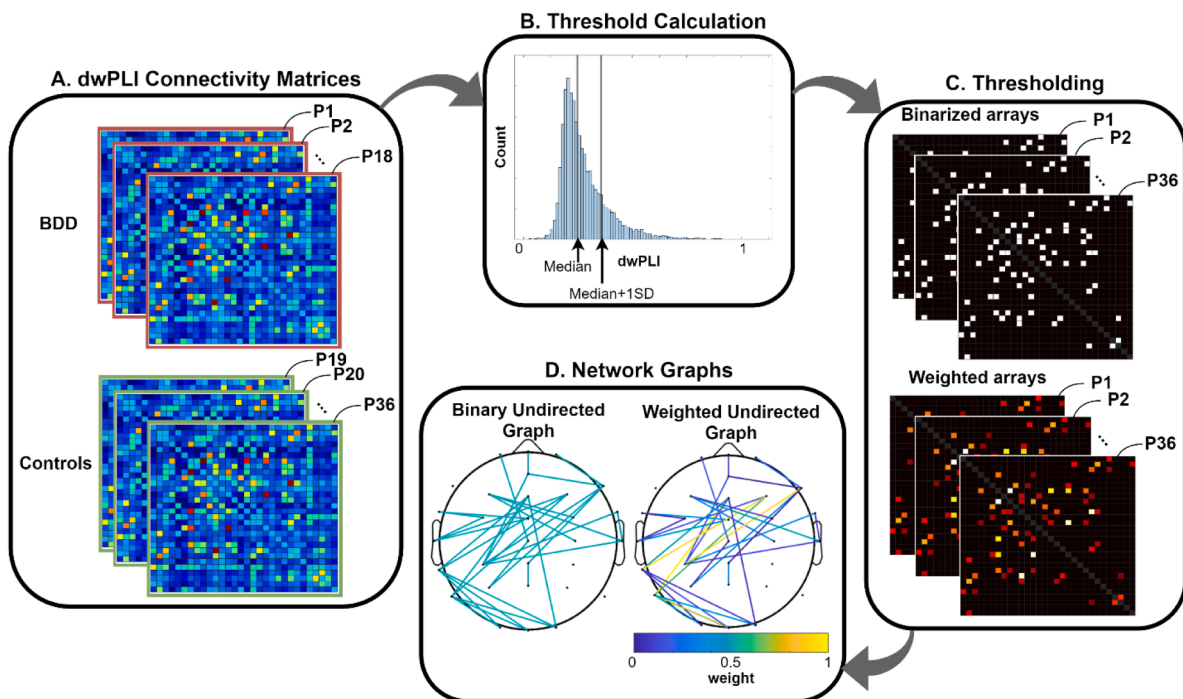 A. dwPLI Connectivity Matrices
P1
P2
...
P18
BDD
P19
P20
...
P36
Controls
B. Threshold Calculation
Count
0
1
dwPLI
Median
Median+1SD
C. Thresholding
Binarized arrays
P1
P2
...
P36
Weighted arrays
P1
P2
...
P36
D. Network Graphs
Binary Undirected
Graph
Weighted Undirected
Graph
0
0.5
1
weight